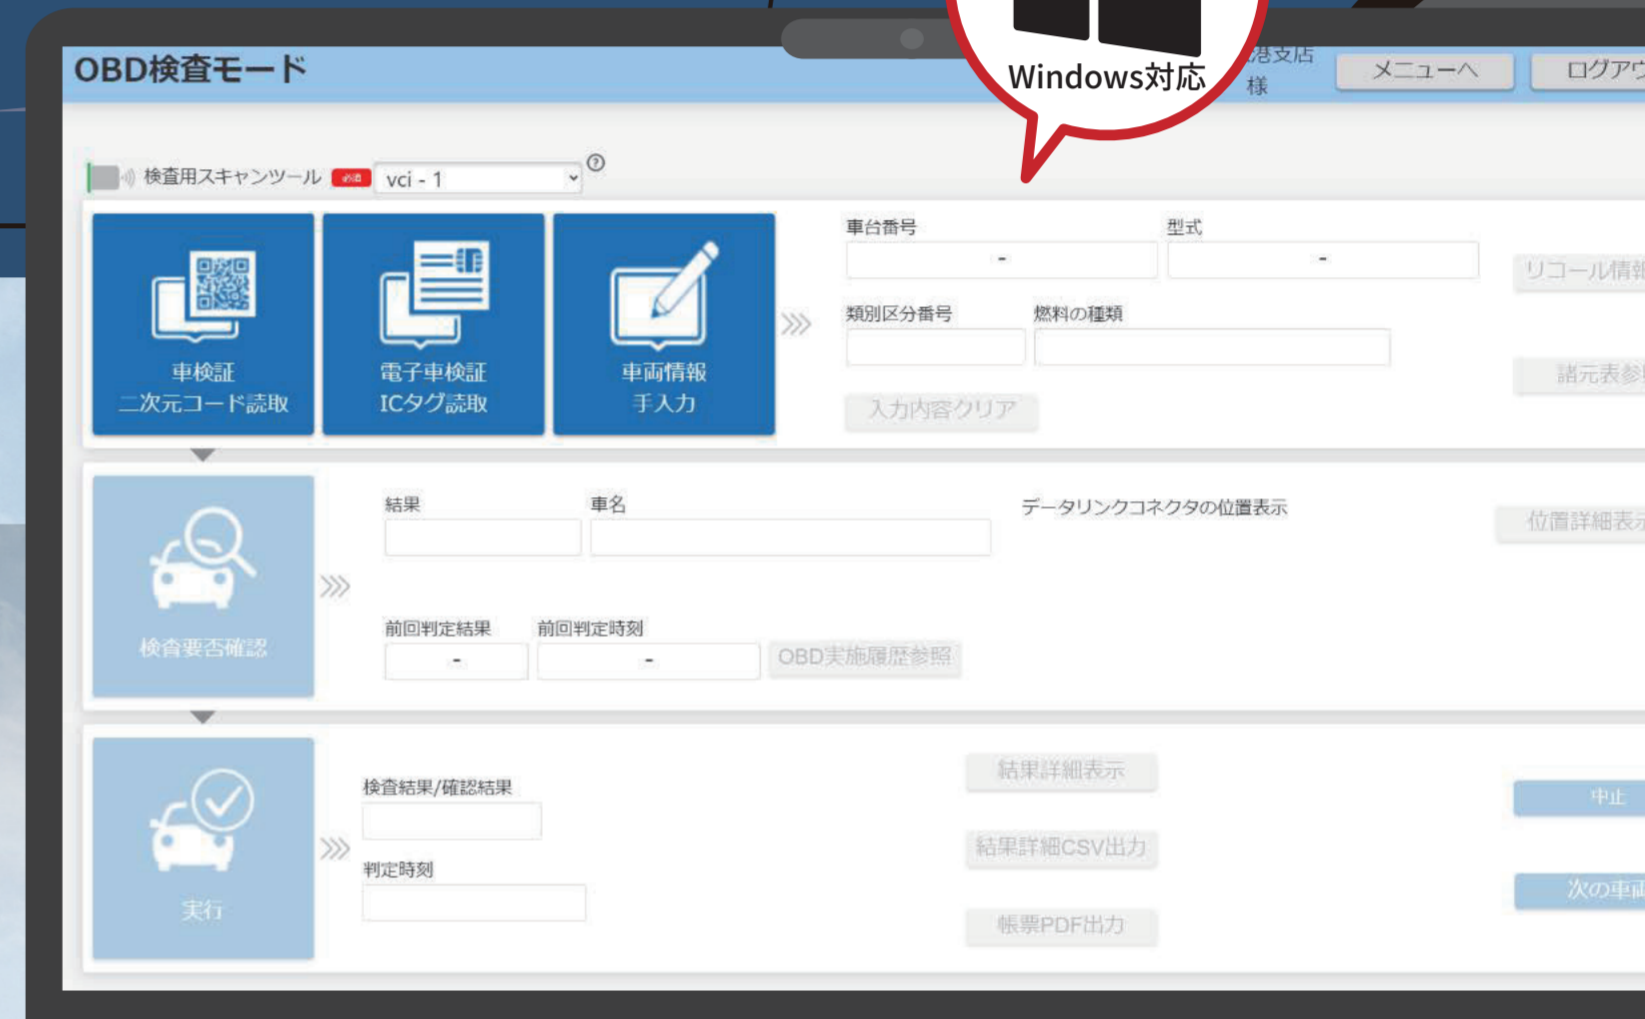 OBD検査モード
Windows対応
港支店
様
メニューへ
ログアウ
検査用スキャンツール 必須 vci - 1
?
車検証
二次元コード読取
電子車検証
ICタグ読取
車両情報
手入力
車台番号
型式
-
-
リコール情報
類別区分番号
燃料の種類
諸元表参
入力内容クリア
検査要否確認
結果
車名
データリンクコネクタの位置表示
位置詳細表示
前回判定結果
前回判定時刻
-
-
OBD実施履歴参照
実行
検査結果/確認結果
判定時刻
結果詳細表示
結果詳細CSV出力
帳票PDF出力
中止
次の車両